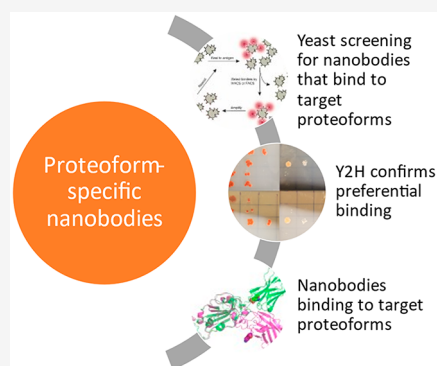 Proteoform-
specific
nanobodies
Yeast screening
for nanobodies
that bind to
target
proteoforms
Y2H confirms
preferential
binding
Nanobodies
binding to target
proteoforms